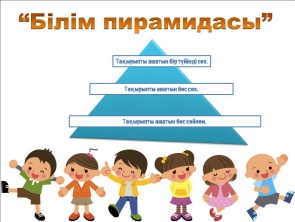 “Білім пирамидасы”
Тақырыпты ашатын бір түйінді сөз.
Тақырыпты ашатын бес сөз.
Тақырыпты ашатын бес сөйлем.